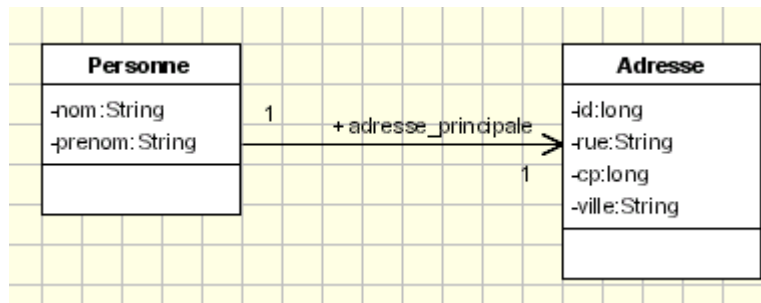 Personne
-nom:String
-prenom:String
1
+adresse_principale
1
Adresse
-id:long
-rue:String
-cp:long
-ville:String